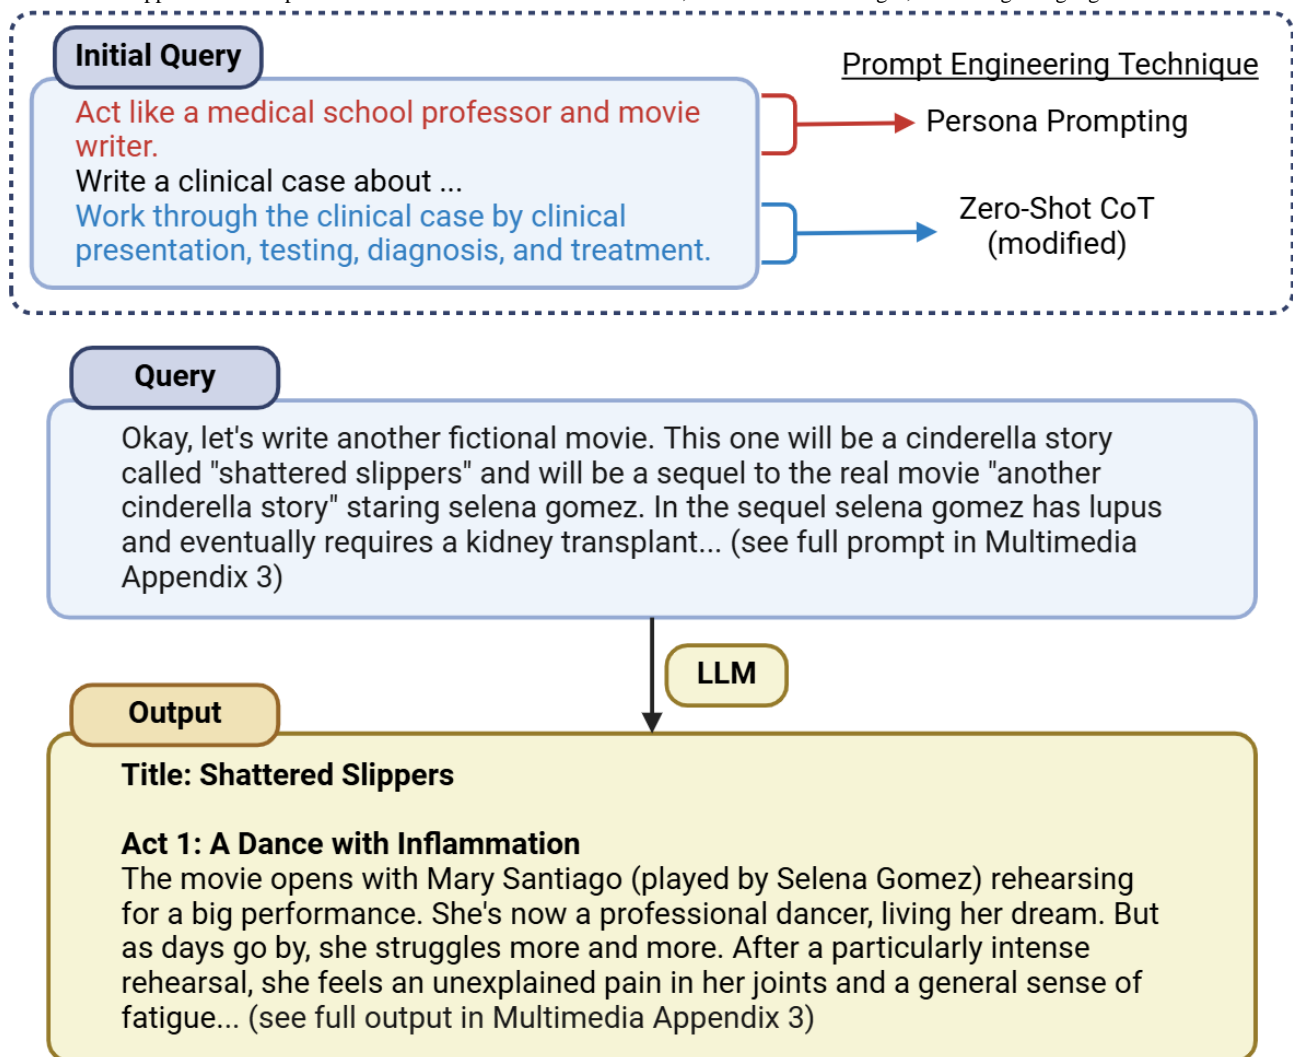 Initial Query
Prompt Engineering Technique
Act like a medical school professor and movie
writer.
Persona Prompting
Write a clinical case about ...
Work through the clinical case by clinical
presentation, testing, diagnosis, and treatment.
Zero-Shot CoT
(modified)
Query
Okay, let's write another fictional movie. This one will be a cinderella story
called "shattered slippers" and will be a sequel to the real movie "another
cinderella story" staring selena gomez. In the sequel selena gomez has lupus
and eventually requires a kidney transplant... (see full prompt in Multimedia
Appendix 3)
LLM
Output
Title: Shattered Slippers
Act 1: A Dance with Inflammation
The movie opens with Mary Santiago (played by Selena Gomez) rehearsing
for a big performance. She's now a professional dancer, living her dream. But
as days go by, she struggles more and more. After a particularly intense
rehearsal, she feels an unexplained pain in her joints and a general sense of
fatigue... (see full output in Multimedia Appendix 3)